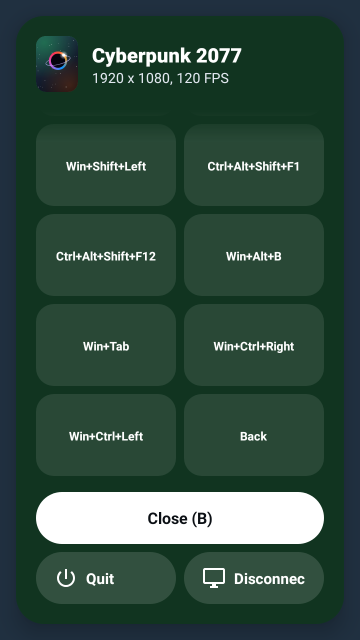 Cyberpunk 2077
1920 x 1080, 120 FPS
Win+Shift+Left
Ctrl+Alt+Shift+F1
Ctrl+Alt+Shift+F12
Win+Alt+B
Win+Tab
Win+Ctrl+Right
Win+Ctrl+Left
Back
Close (B)
Quit
Disconnec